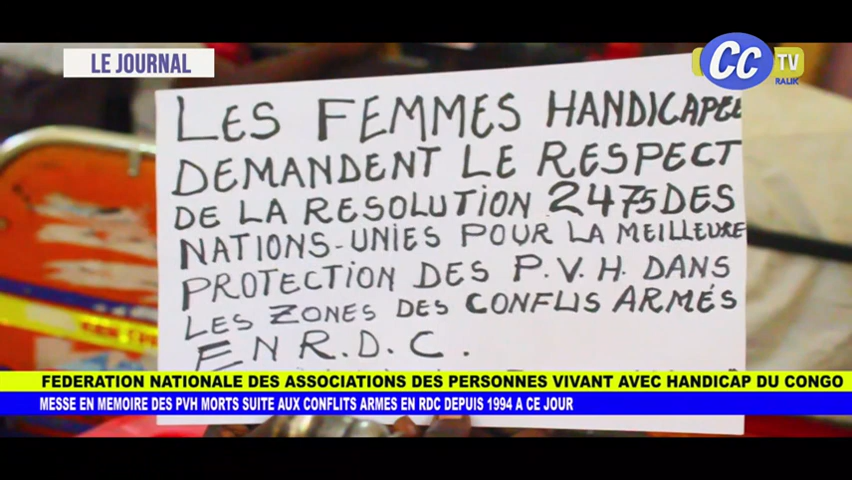 LE JOURNAL
CC TV
RALIK
LES FEMMES HANDICAPEE
DEMANDENT LE RESPECT
DE LA RESOLUTION 2475 DES
NATIONS-UNIES POUR LA MEILLEURE
PROTECTION DES P.V.H. DANS
LES ZONES DES CONFLIS ARMÉS
EN R.D.C.
FEDERATION NATIONALE DES ASSOCIATIONS DES PERSONNES VIVANT AVEC HANDICAP DU CONGO
MESSE EN MEMOIRE DES PVH MORTS SUITE AUX CONFLITS ARMES EN RDC DEPUIS 1994 A CE JOUR